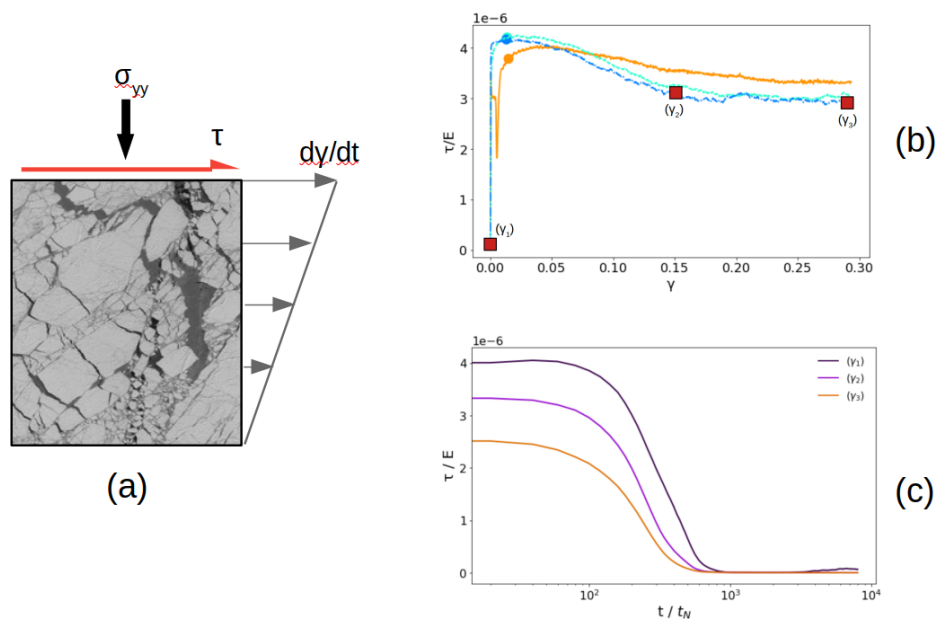 σyy
τ
dγ/dt
(a)
1e−6
4
3
2
1
0
τ/E
(γ₁)
(γ₂)
(γ₃)
0.00 0.05 0.10 0.15 0.20 0.25 0.30
γ
(b)
1e−6
4
3
2
1
0
τ / E
(γ₁)
(γ₂)
(γ₃)
10² 10³ 10⁴
t / tN
(c)